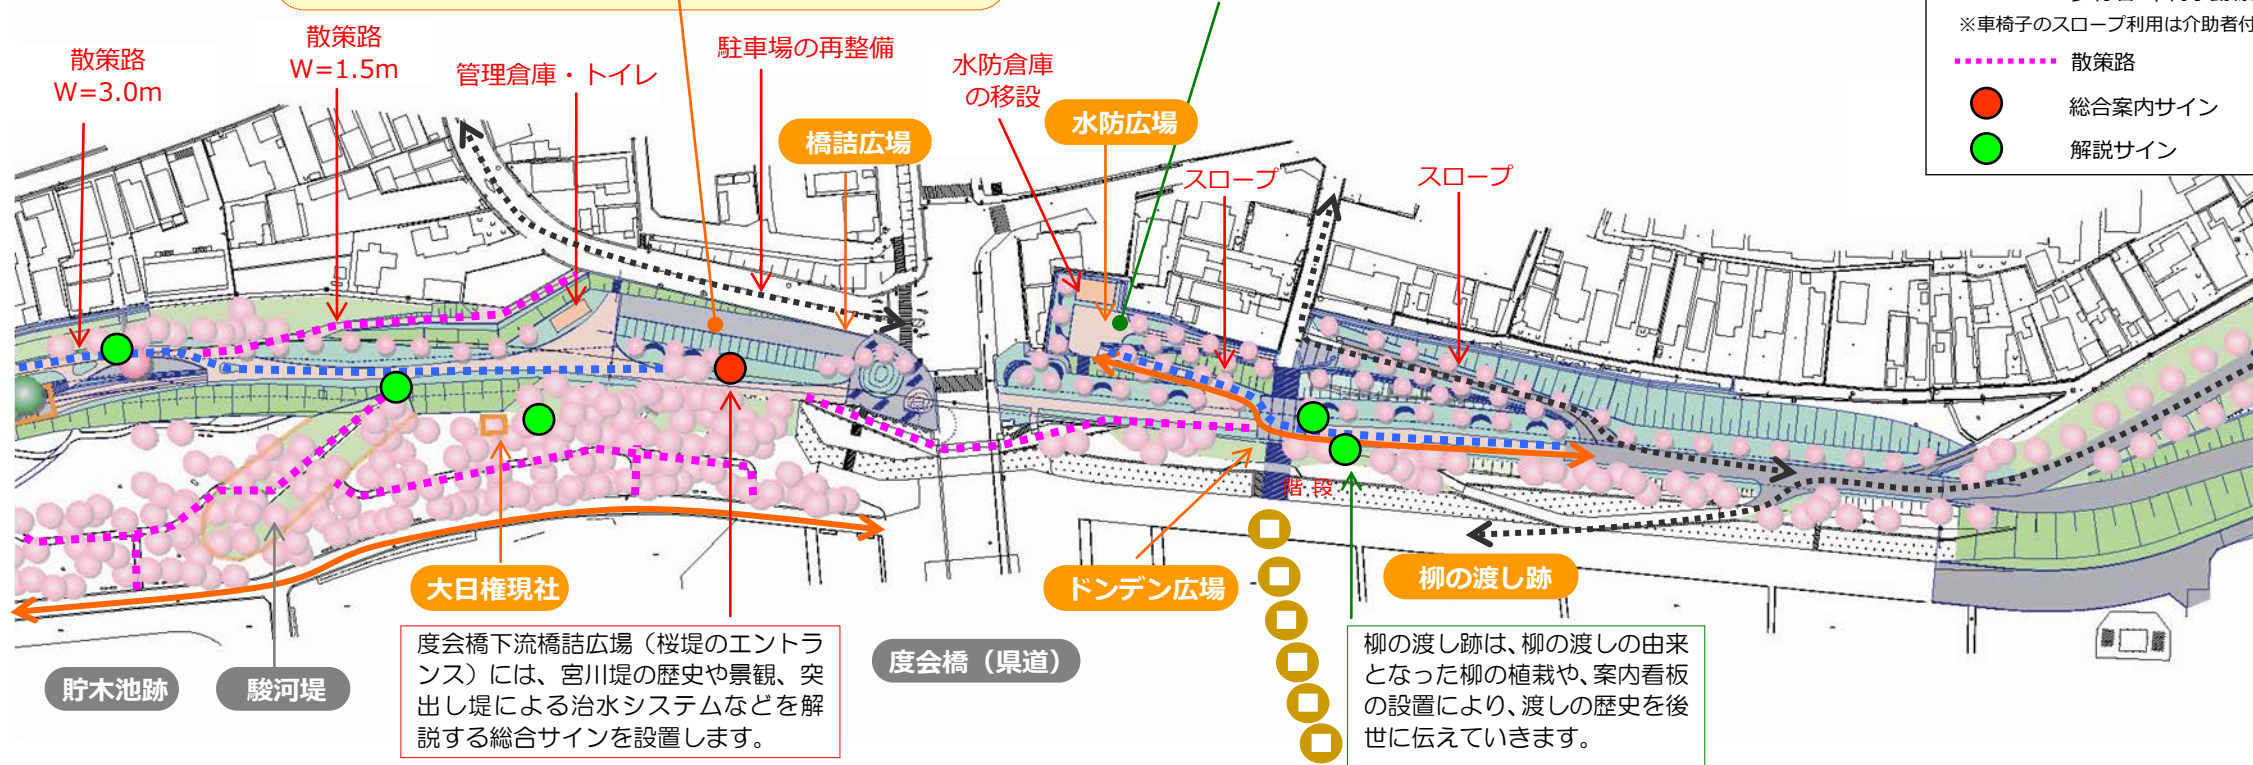 ※車椅子のスロープ利用は介助者付
散策路
総合案内サイン
解説サイン
散策路
W=3.0m
散策路
W=1.5m
管理倉庫・トイレ
駐車場の再整備
橋詰広場
水防倉庫
の移設
水防広場
スロープ
スロープ
階 段
大日権現社
ドンデン広場
柳の渡し跡
貯木池跡
駿河堤
度会橋（県道）
度会橋下流橋詰広場（桜堤のエントラ
ンス）には、宮川堤の歴史や景観、突
出し堤による治水システムなどを解
説する総合サインを設置します。
柳の渡し跡は、柳の渡しの由来
となった柳の植栽や、案内看板
の設置により、渡しの歴史を後
世に伝えていきます。